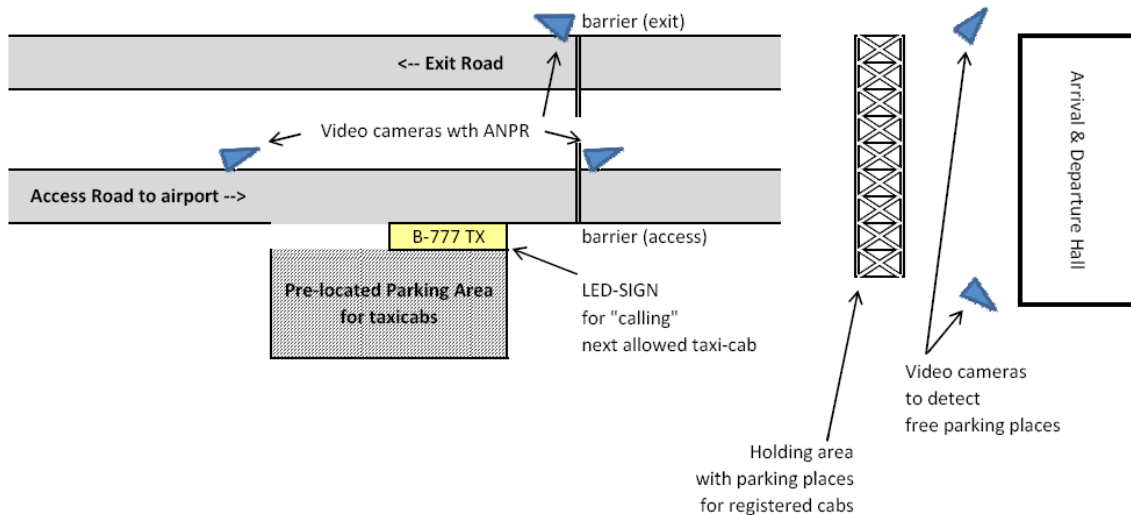 barrier (exit)
<-- Exit Road
Video cameras wth ANPR
Access Road to airport -->
B-777 TX
barrier (access)
Pre-located Parking Area
for taxicabs
LED-SIGN
for "calling"
next allowed taxi-cab
Arrival & Departure Hall
Video cameras
to detect
free parking places
Holding area
with parking places
for registered cabs